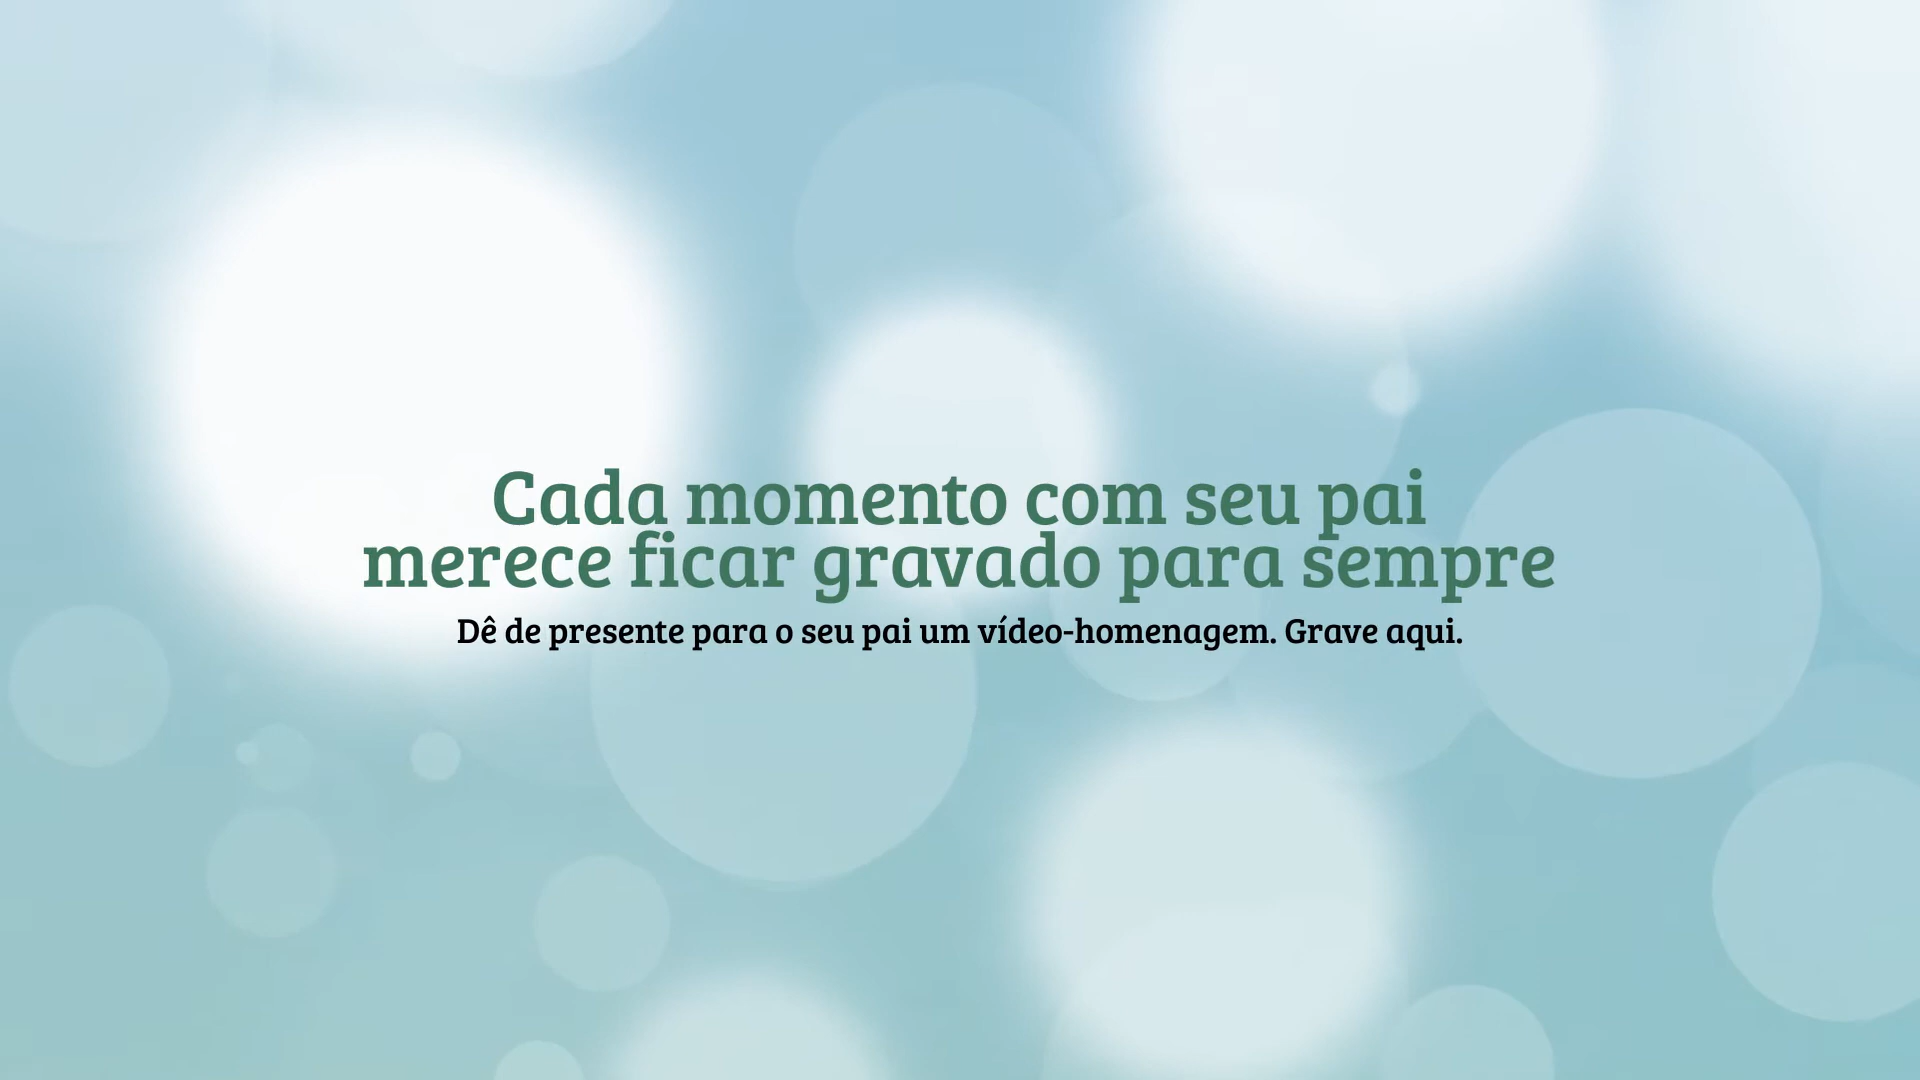 Cada momento com seu pai
merece ficar gravado para sempre
Dê de presente para o seu pai um vídeo-homenagem. Grave aqui.